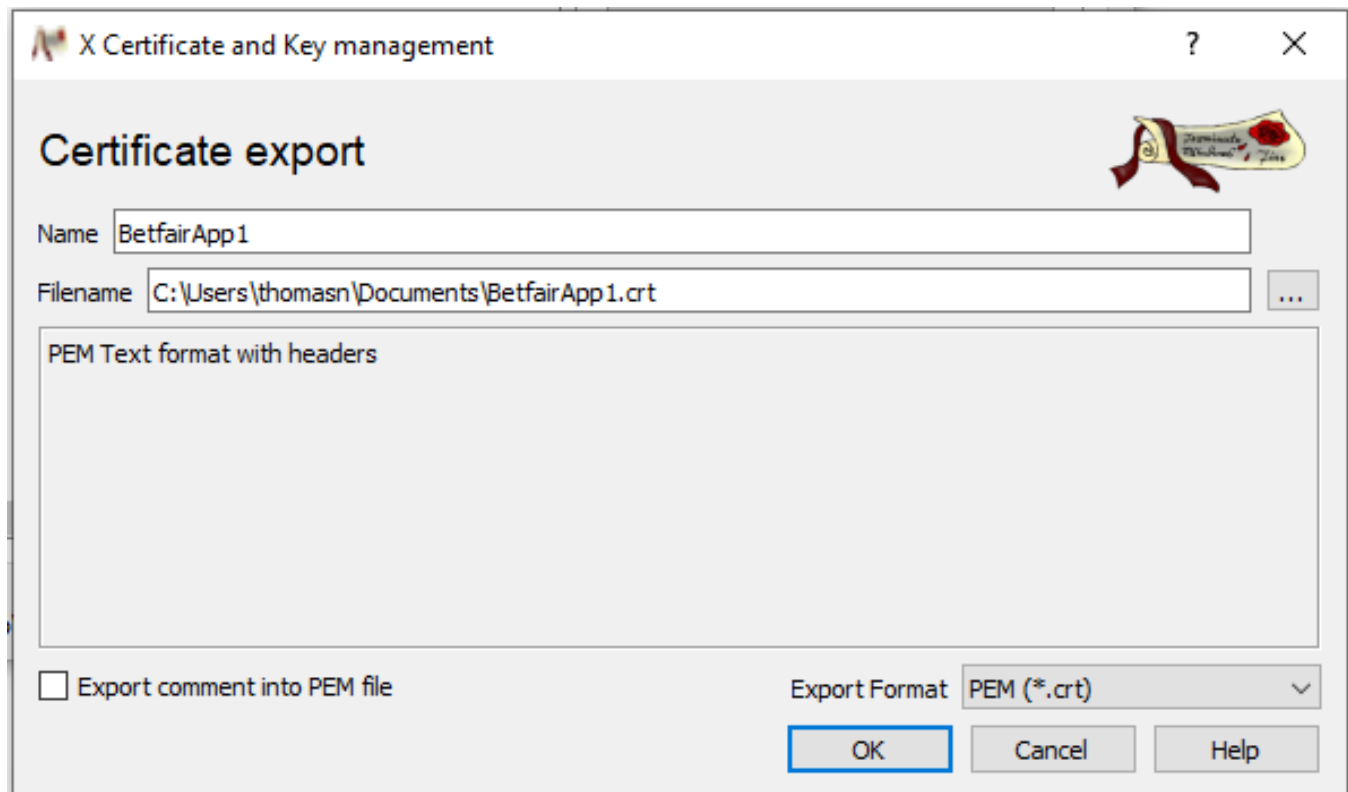 X Certificate and Key management
?
Certificate export
Name BetfairApp1
Filename C:\Users\thomasn\Documents\BetfairApp1.crt ...
PEM Text format with headers
Export comment into PEM file
Export Format PEM (*.crt)
OK Cancel Help